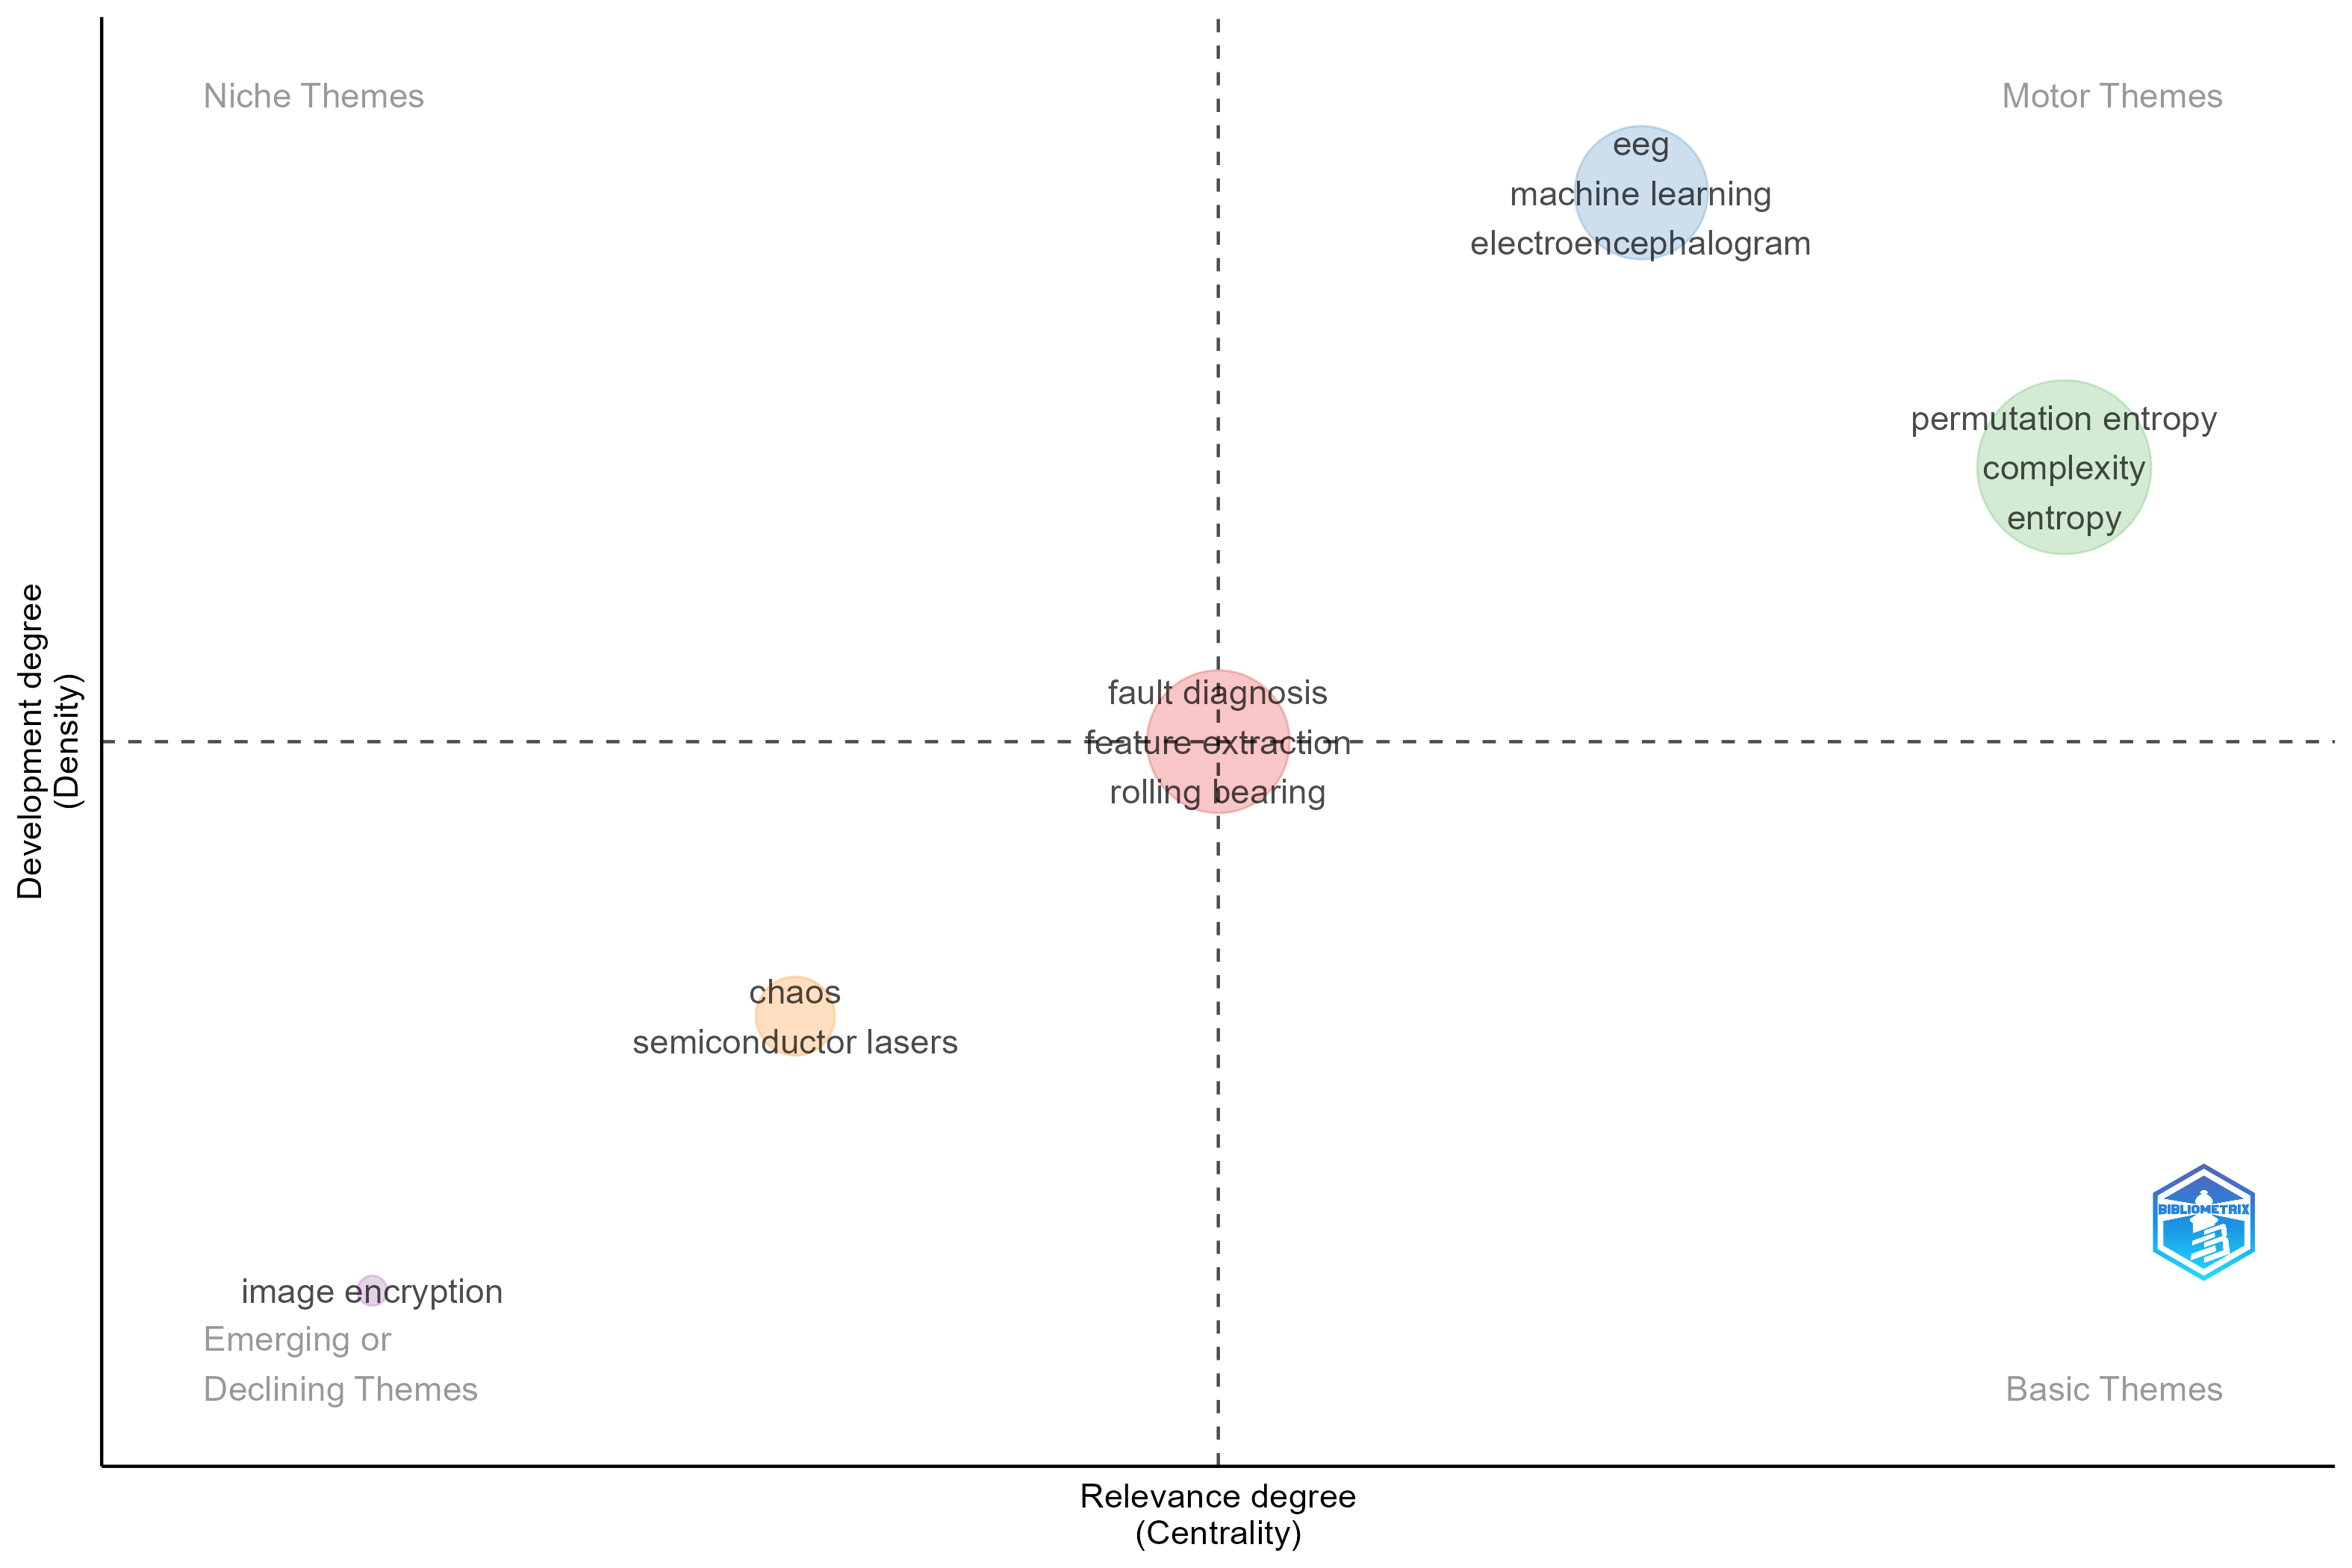 Niche Themes
Motor Themes
eeg
machine learning
electroencephalogram
permutation entropy
complexity
entropy
Development degree
(Density)
fault diagnosis
feature extraction
rolling bearing
chaos
semiconductor lasers
BIBLIOMETRIX
image encryption
Emerging or
Declining Themes
Basic Themes
Relevance degree
(Centrality)